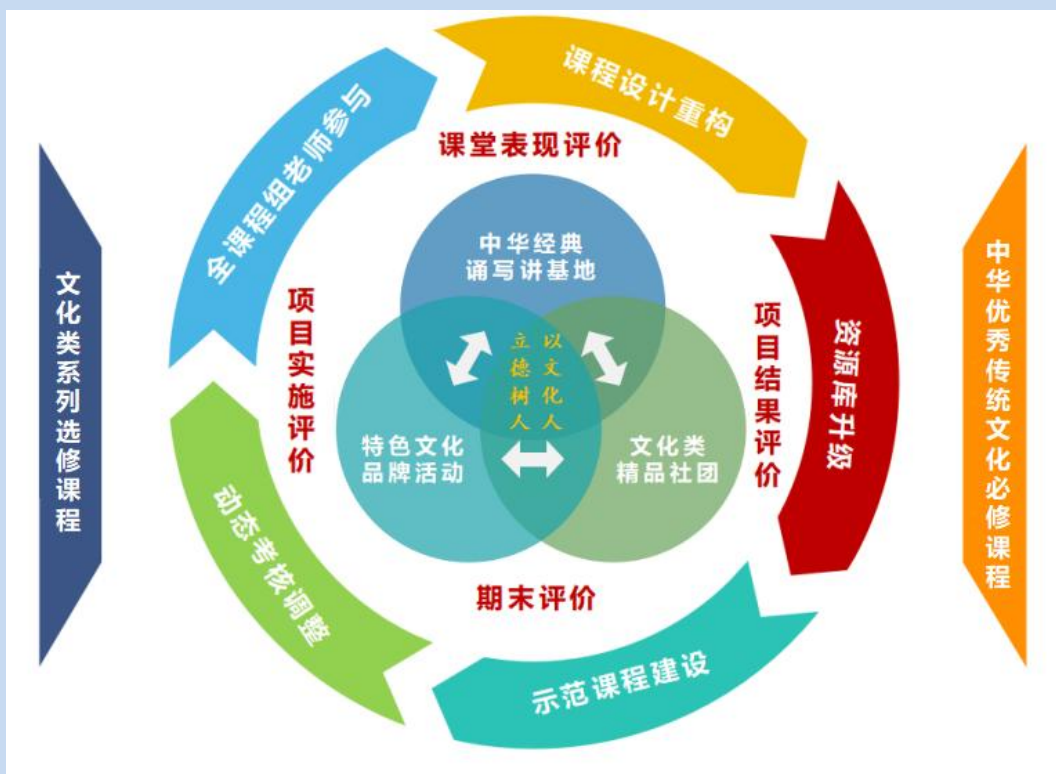 课程设计重构
全课程组老师参与
课堂表现评价
中华经典
诵写讲基地
文化类系列选修课程
项目实施评价
以文化人
立德树人
项目结果评价
资源库升级
中华优秀传统文化必修课程
特色文化
品牌活动
文化类
精品社团
动态考核调整
期末评价
示范课程建设